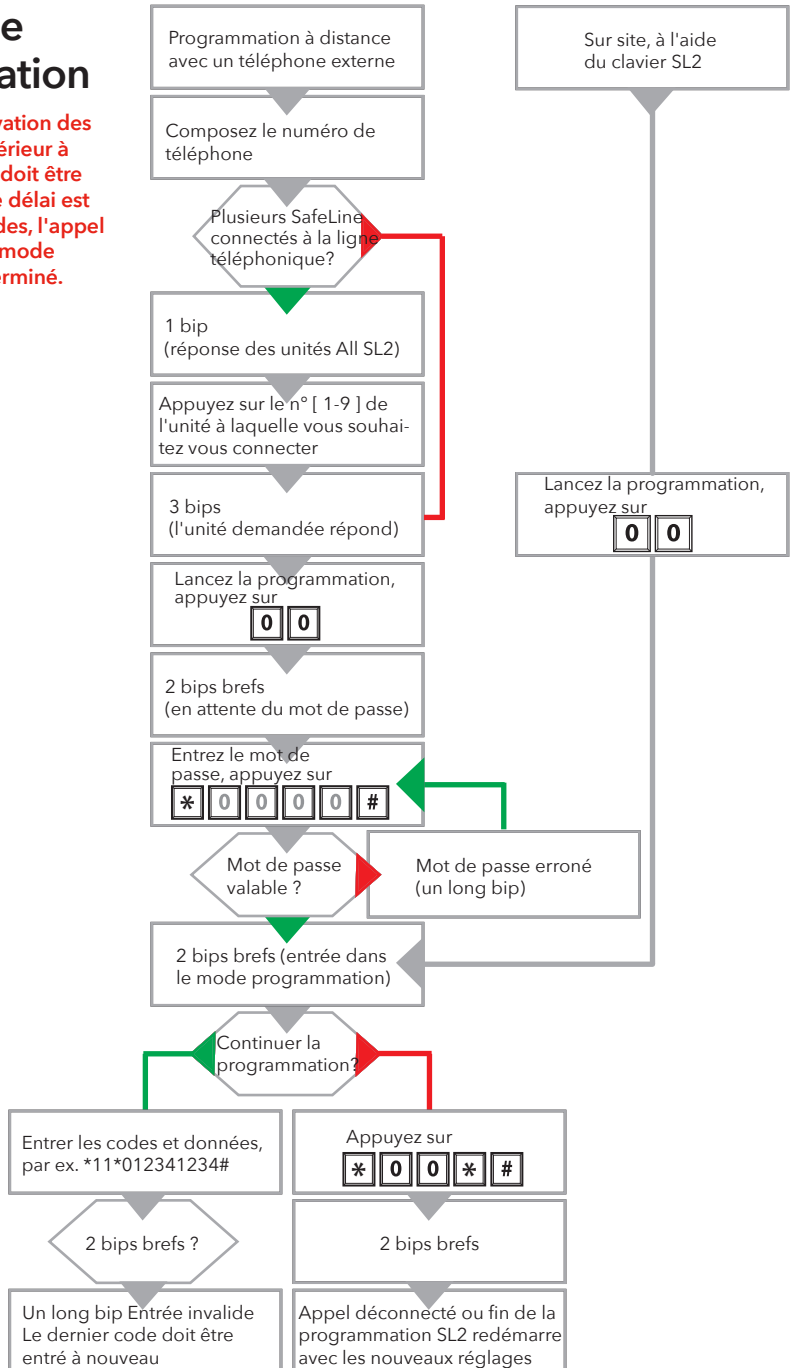 e
ation
vation des
érieur à
doit être
e délai est
des, l'appel
mode
erminé.
Programmation à distance
avec un téléphone externe
Composez le numéro de
téléphone
Plusieurs SafeLine
connectés à la ligne
téléphonique?
1 bip
(réponse des unités All SL2)
Appuyez sur le n° [ 1-9 ] de
l'unité à laquelle vous souhai-
tez vous connecter
3 bips
(l'unité demandée répond)
Lancez la programmation,
appuyez sur
0 0
2 bips brefs
(en attente du mot de passe)
Entrez le mot de
passe, appuyez sur
* 0 0 0 0 #
Mot de passe
valable ?
Mot de passe erroné
(un long bip)
Sur site, à l'aide
du clavier SL2
Lancez la programmation,
appuyez sur
0 0
2 bips brefs (entrée dans
le mode programmation)
Continuer la
programmation?
Entrer les codes et données,
par ex. *11*012341234#
2 bips brefs ?
Un long bip Entrée invalide
Le dernier code doit être
entré à nouveau
Appuyez sur
* 0 0 * #
2 bips brefs
Appel déconnecté ou fin de la
programmation SL2 redémarre
avec les nouveaux réglages